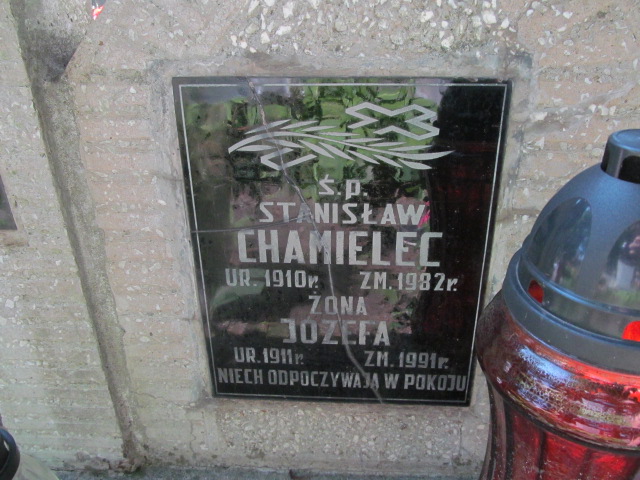 Ś.P.
STANISŁAW
CHAMIELEC
UR. 1910r. ZM. 1982r.
ŻONA
JÓZEFA
UR. 1911r. ZM. 1991r.
NIECH ODPOCZYWAJĄ W POKOJU